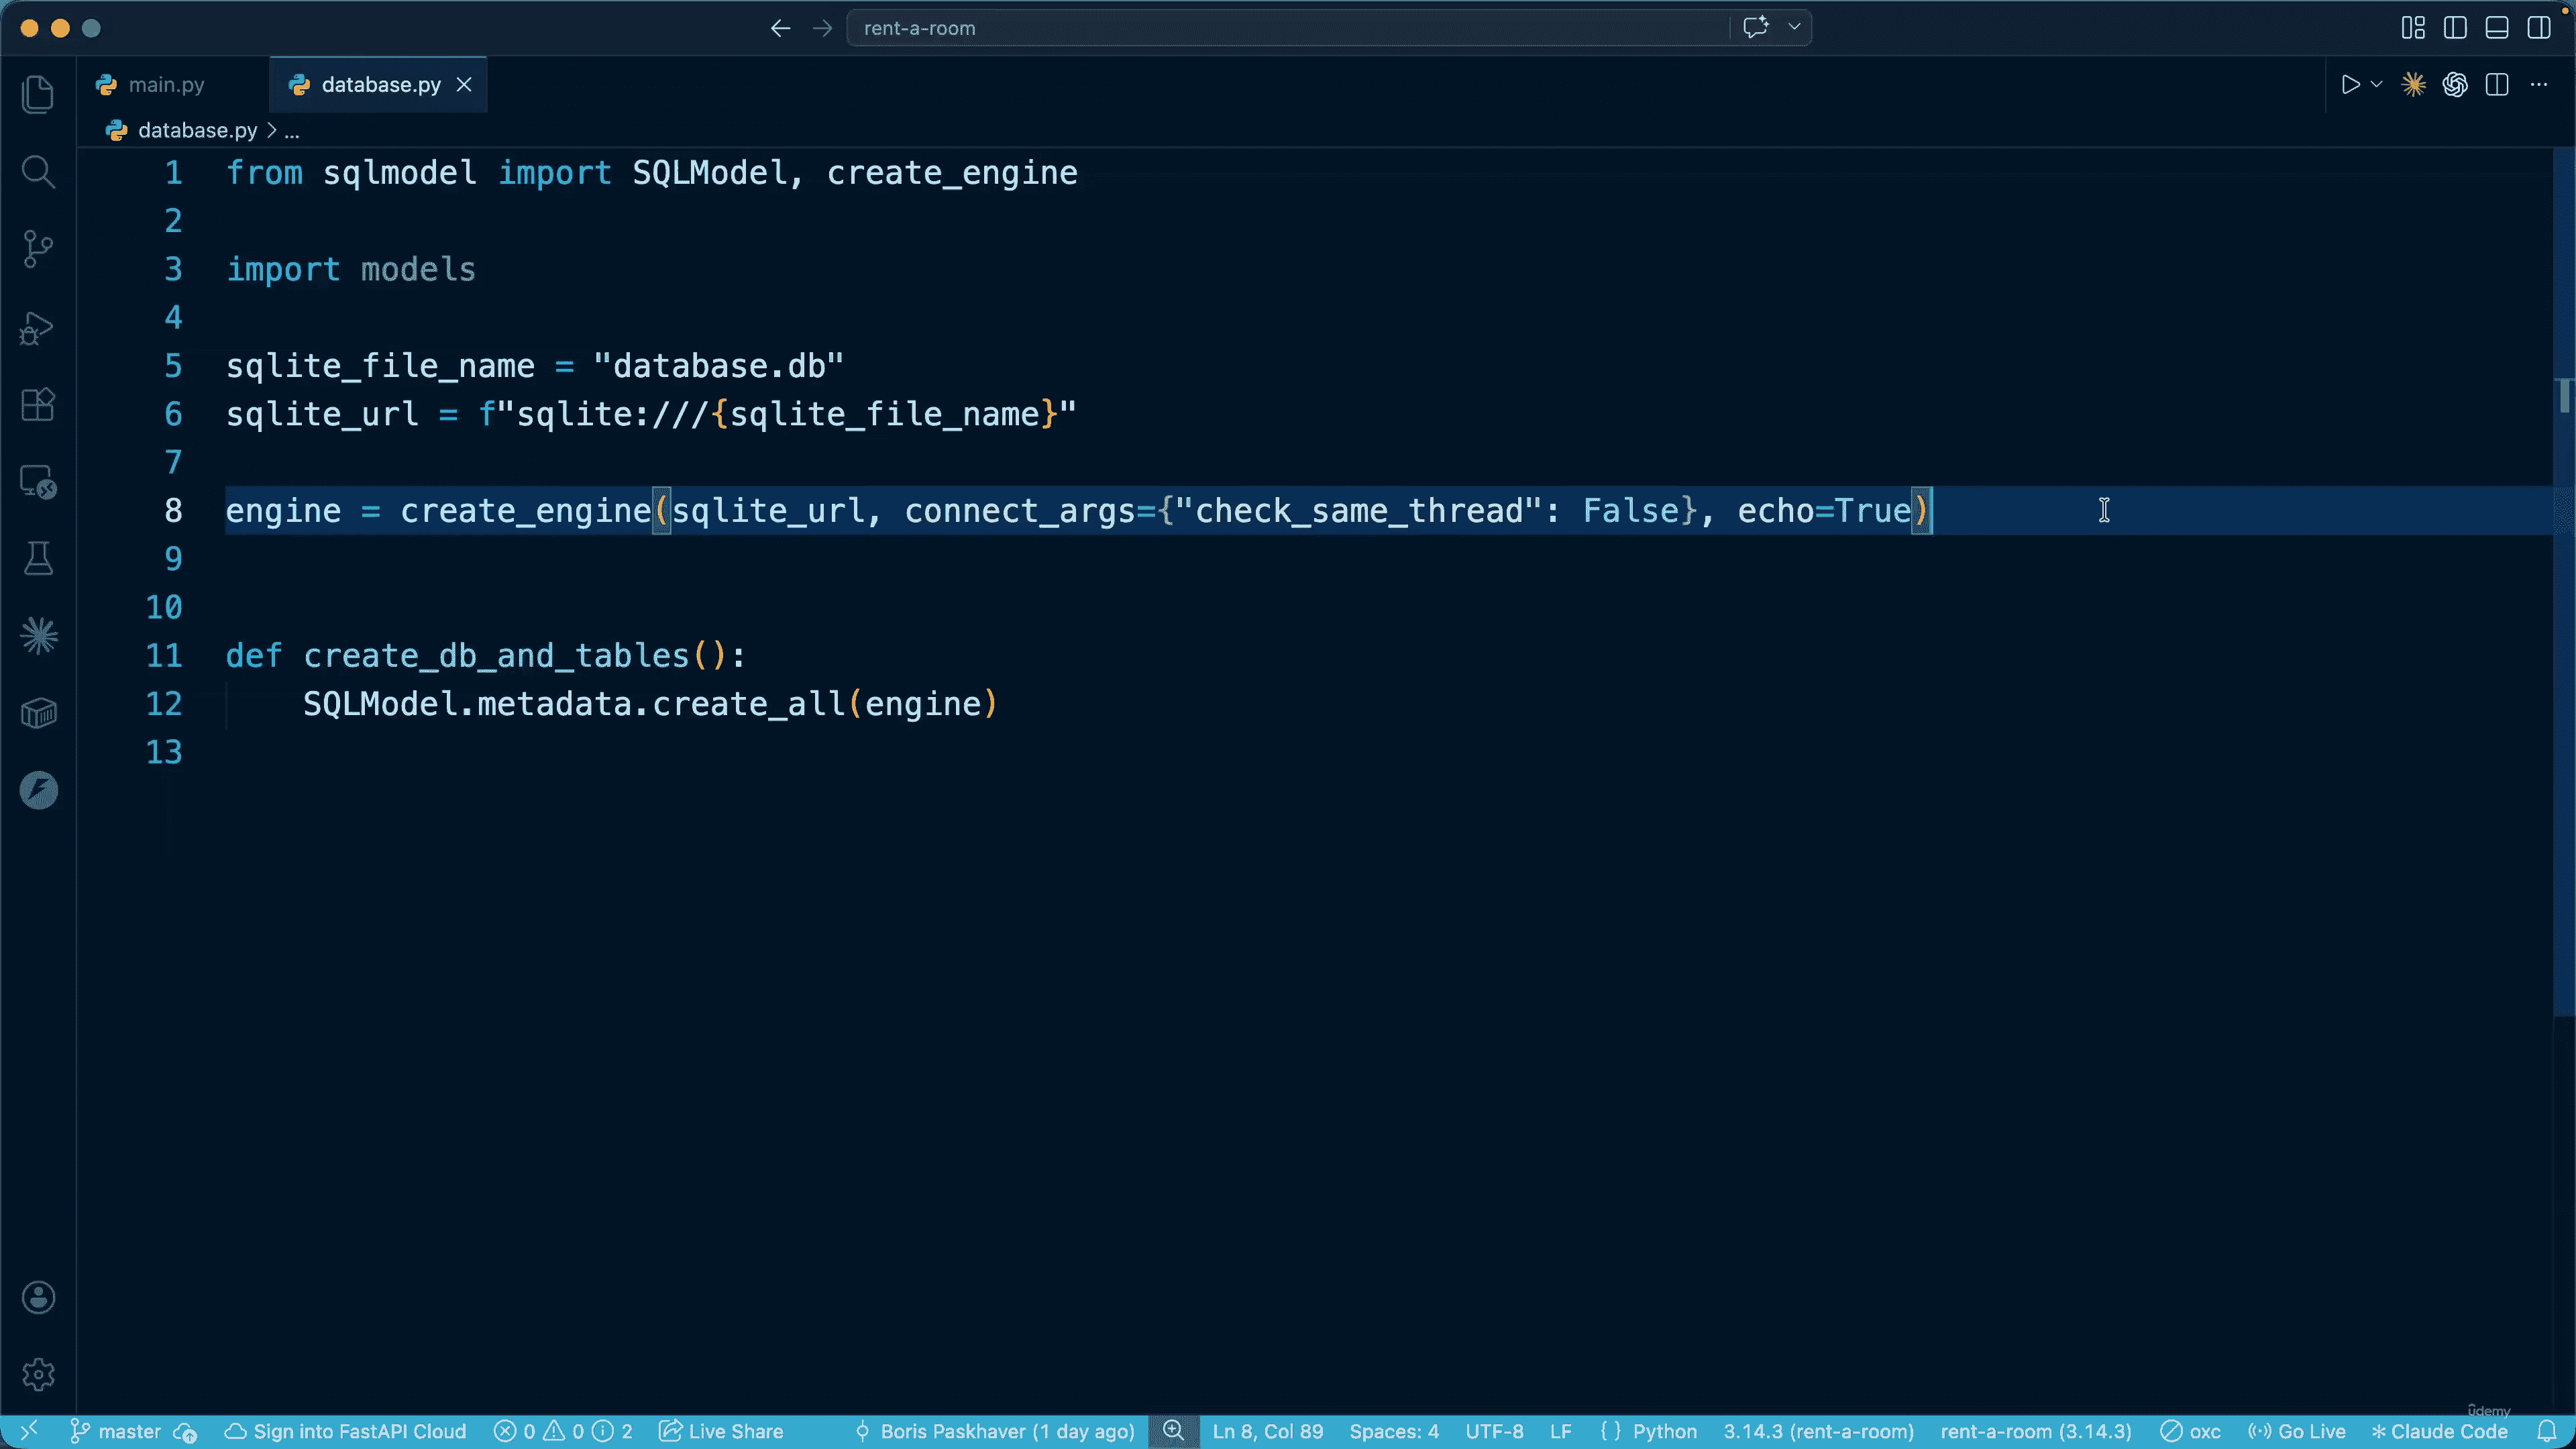 rent-a-room
main.py
database.py
database.py > ...
1 from sqlmodel import SQLModel, create_engine
2
3 import models
4
5 sqlite_file_name = "database.db"
6 sqlite_url = f"sqlite:///{sqlite_file_name}"
7
8 engine = create_engine(sqlite_url, connect_args={"check_same_thread": False}, echo=True)
9
10
11 def create_db_and_tables():
12     SQLModel.metadata.create_all(engine)
13
ûdemy
master Sign into FastAPI Cloud 0 0 2 Live Share Boris Paskhaver (1 day ago) Ln 8, Col 89 Spaces: 4 UTF-8 LF { } Python 3.14.3 (rent-a-room) rent-a-room (3.14.3) oxc Go Live Claude Code